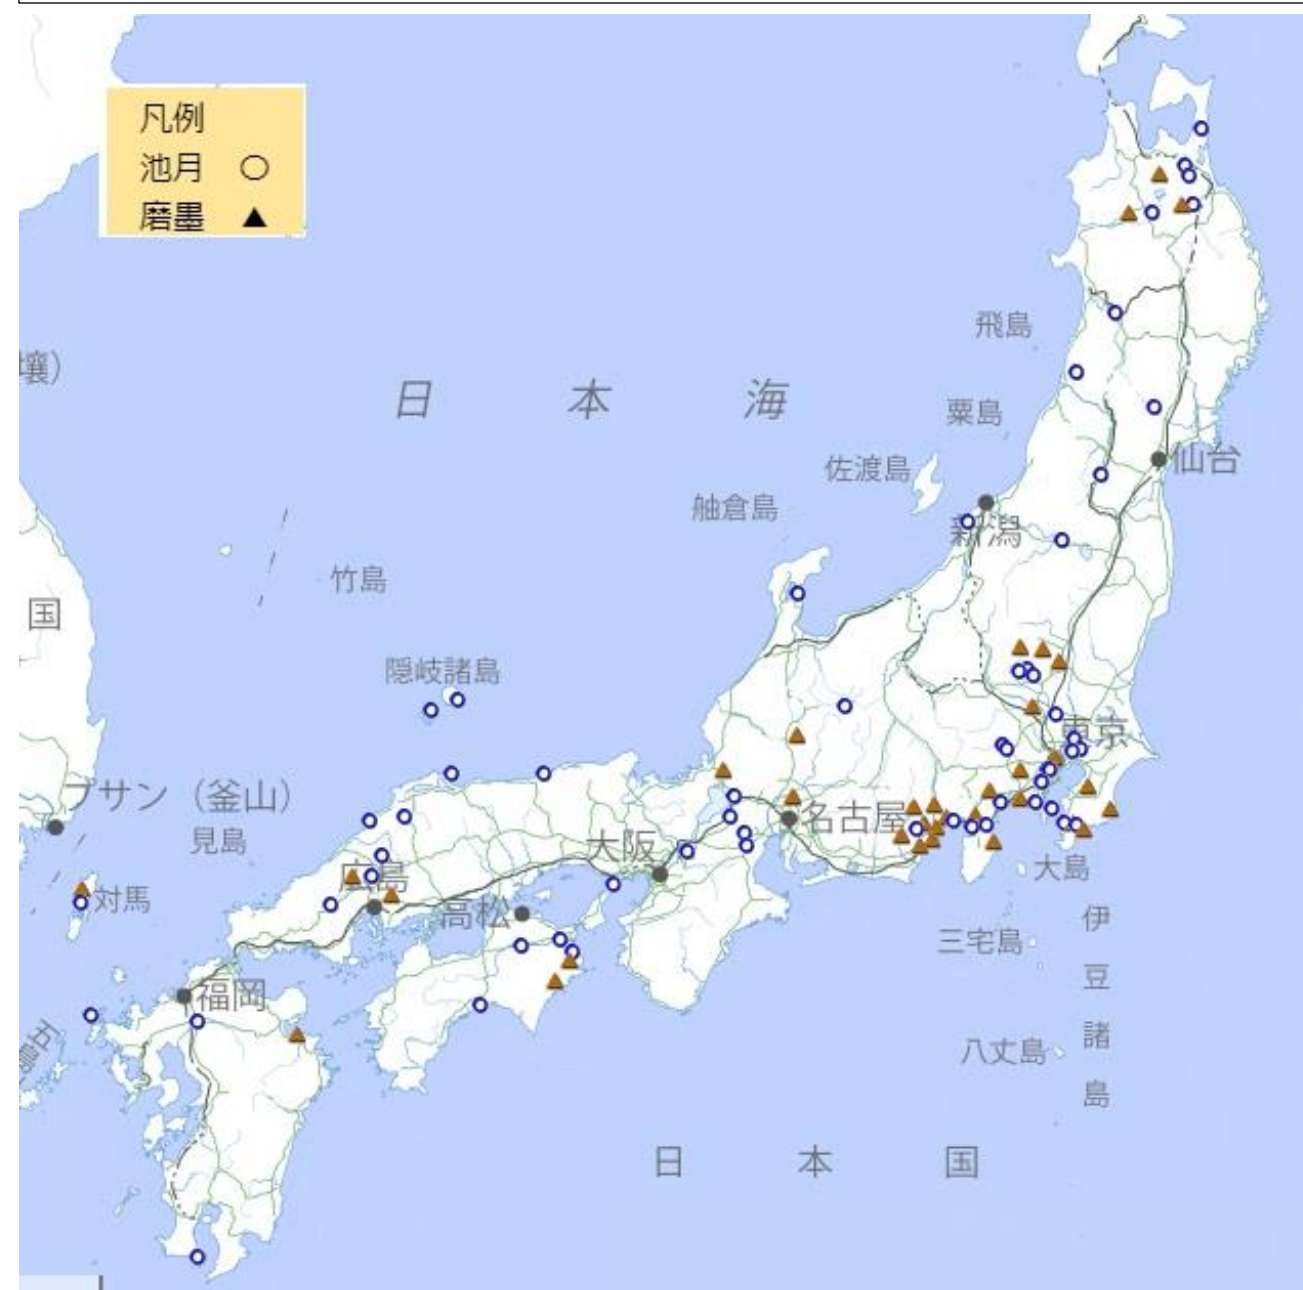 凡例
池月 ○
磨墨 ▲
飛島
壤)
日本海
粟島
仙台
佐渡島
舳倉島
新潟
竹島
国
隠岐諸島
東京
プサン（釜山）
見島
名古屋
大阪
大島
広島
対馬
高松
伊豆諸島
三宅島
福岡
八丈島
五島
日本国